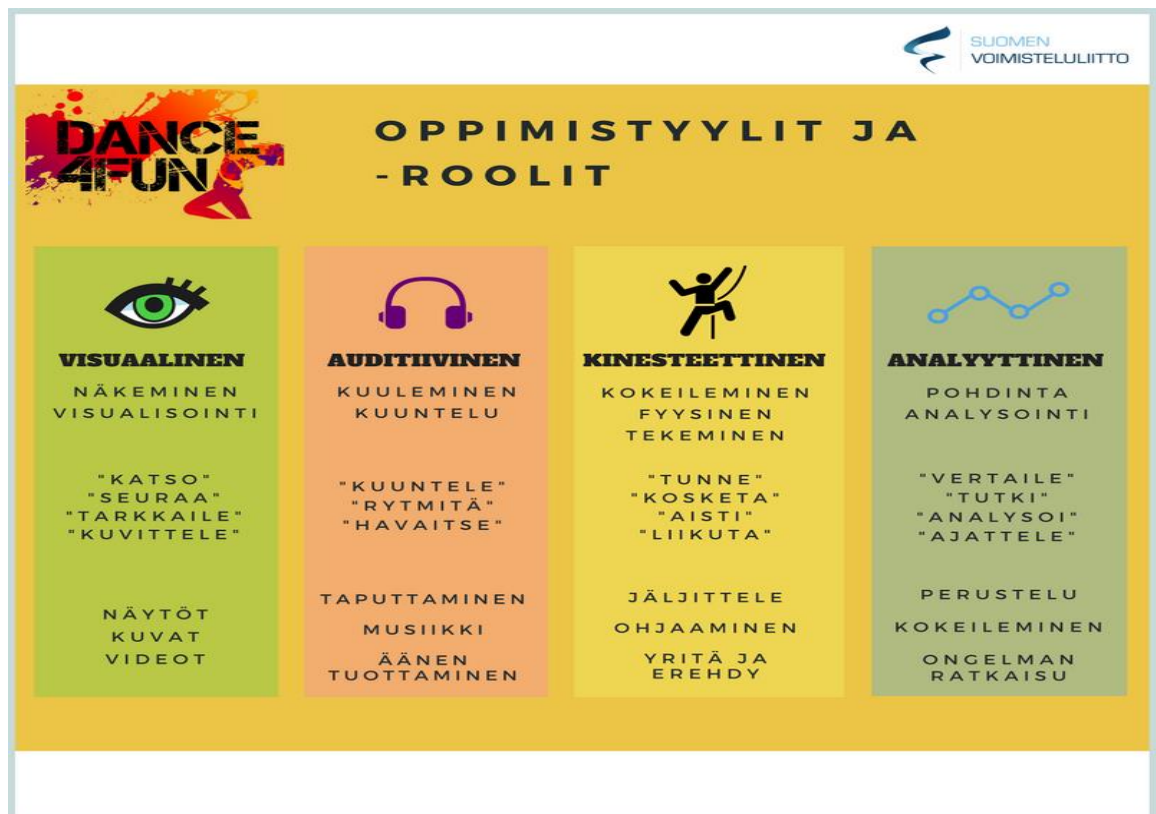 SUOMEN
VOIMISTELULIITTO
DANCE
4FUN
OPPIMISTYYLIT JA
-ROOLIT
VISUAALINEN
NÄKEMINEN
VISUALISOINTI
"KATSO"
"SEURAA"
"TARKKAILE"
"KUVITTELE"
NÄYTÖT
KUVAT
VIDEOT
AUDITIIVINEN
KUULEMINEN
KUUNTELU
"KUUNTELE"
"RYTMITÄ"
"HAVAITSE"
TAPUTTAMINEN
MUSIIKKI
ÄÄNEN
TUOTTAMINEN
KINESTEETTINEN
KOKEILEMINEN
FYYSINEN
TEKEMINEN
"TUNNE"
"KOSKETA"
"AISTI"
"LIIKUTA"
JÄLJITTELE
OHJAAMINEN
YRITÄ JA
EREHDY
ANALYYTTINEN
POHDINTA
ANALYSOINTI
"VERTAILE"
"TUTKI"
"ANALYSOI"
"AJATTELE"
PERUSTELU
KOKEILEMINEN
ONGELMAN
RATKAISU